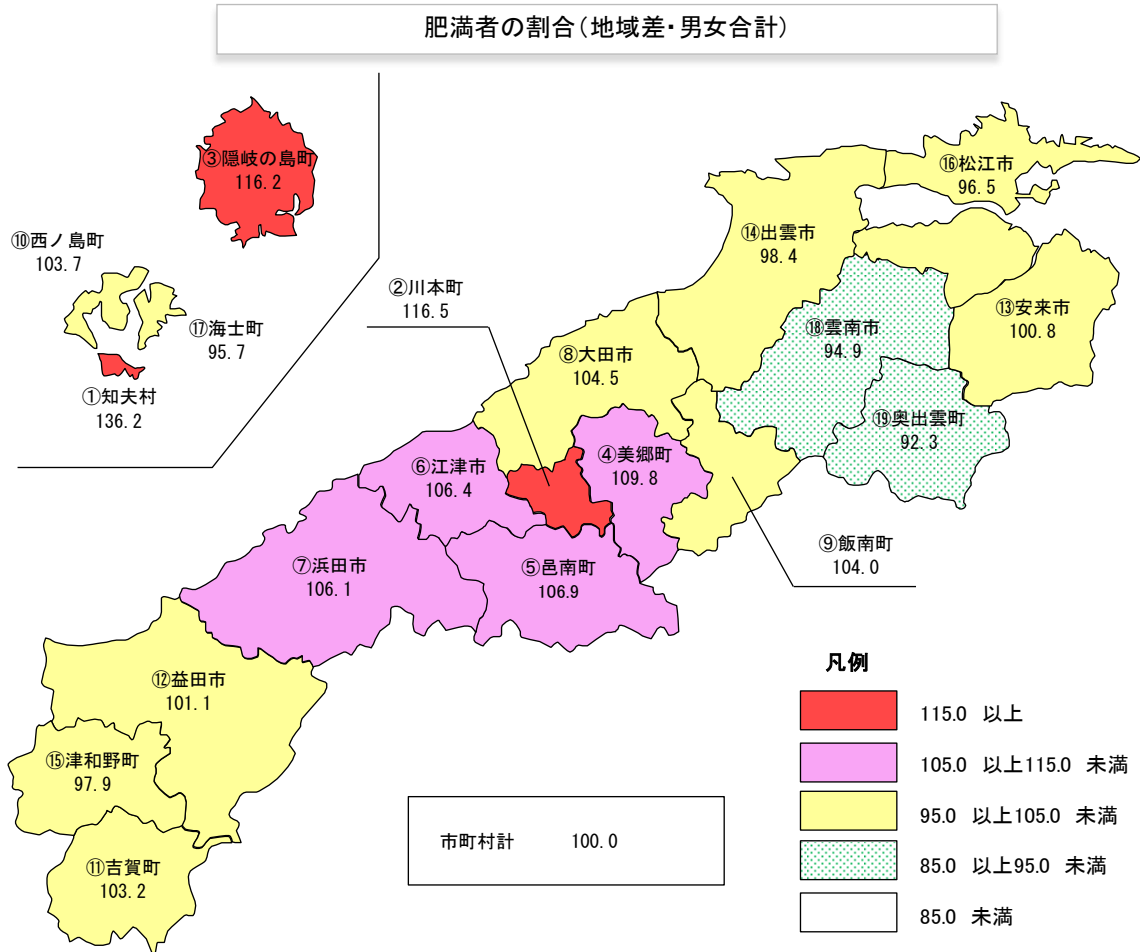 肥満者の割合(地域差・男女合計)
③隠岐の島町
116.2
⑩西ノ島町
103.7
⑰海士町
95.7
①知夫村
136.2
②川本町
116.5
⑯松江市
96.5
⑭出雲市
98.4
⑬安来市
100.8
⑱雲南市
94.9
⑧大田市
104.5
⑲奥出雲町
92.3
④美郷町
109.8
⑥江津市
106.4
⑨飯南町
104.0
⑦浜田市
106.1
⑤邑南町
106.9
⑫益田市
101.1
⑮津和野町
97.9
⑪吉賀町
103.2
市町村計 100.0
凡例
115.0 以上
105.0 以上115.0 未満
95.0 以上105.0 未満
85.0 以上95.0 未満
85.0 未満